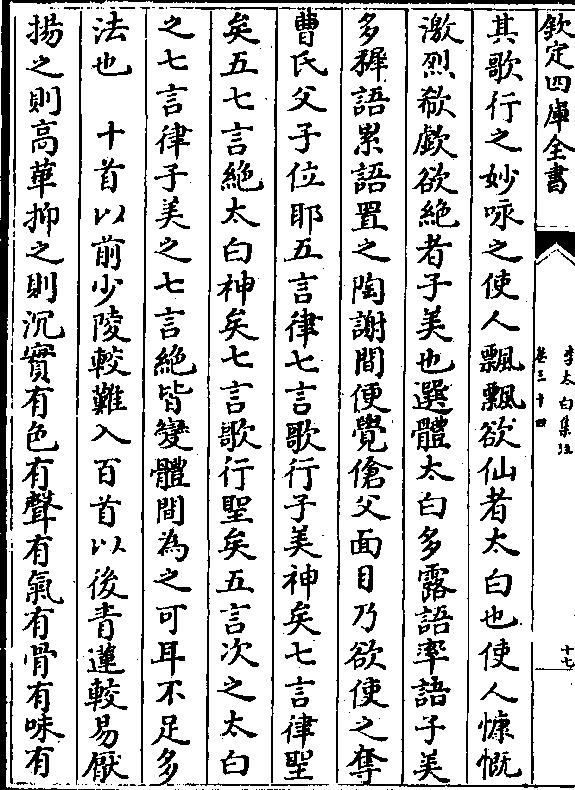 欽定四庫全書
李太白集注
卷三十四
十七
其歌行之妙咏之使人飄飄欲仙者太白也使人慷慨
激烈欷歔欲絶者子美也選體太白多露語率語子美
多穉語累語置之陶謝間便覺傖父面目乃欲使之奪
曹氏父子位耶五言律七言歌行子美神矣七言律聖
矣五七言絶太白神矣七言歌行聖矣五言次之太白
之七言律子美之七言絶皆變體間為之可耳不足多
法也　十首以前少陵較難入百首以後青蓮較易厭
揚之則高華抑之則沉實有色有聲有氣有骨有味有